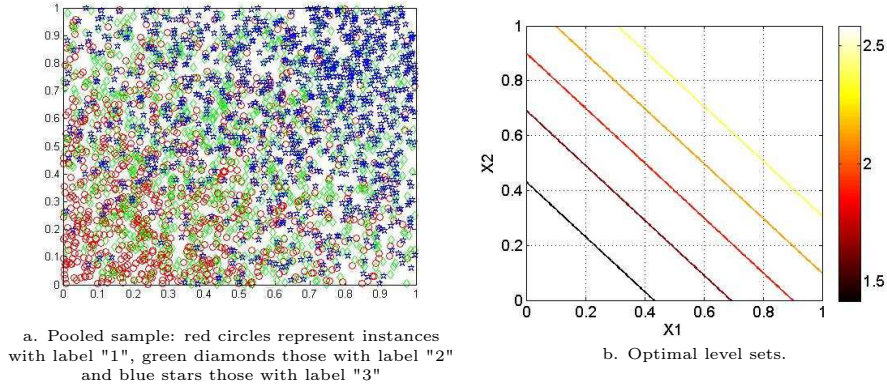 1
0.9
0.8
0.7
0.6
0.5
0.4
0.3
0.2
0.1
0
0 0.1 0.2 0.3 0.4 0.5 0.6 0.7 0.8 0.9 1
a. Pooled sample: red circles represent instances
with label "1", green diamonds those with label "2"
and blue stars those with label "3"
X2
1
0.8
0.6
0.4
0.2
0
0 0.2 0.4 0.6 0.8 1
X1
2.5
2
1.5
b. Optimal level sets.